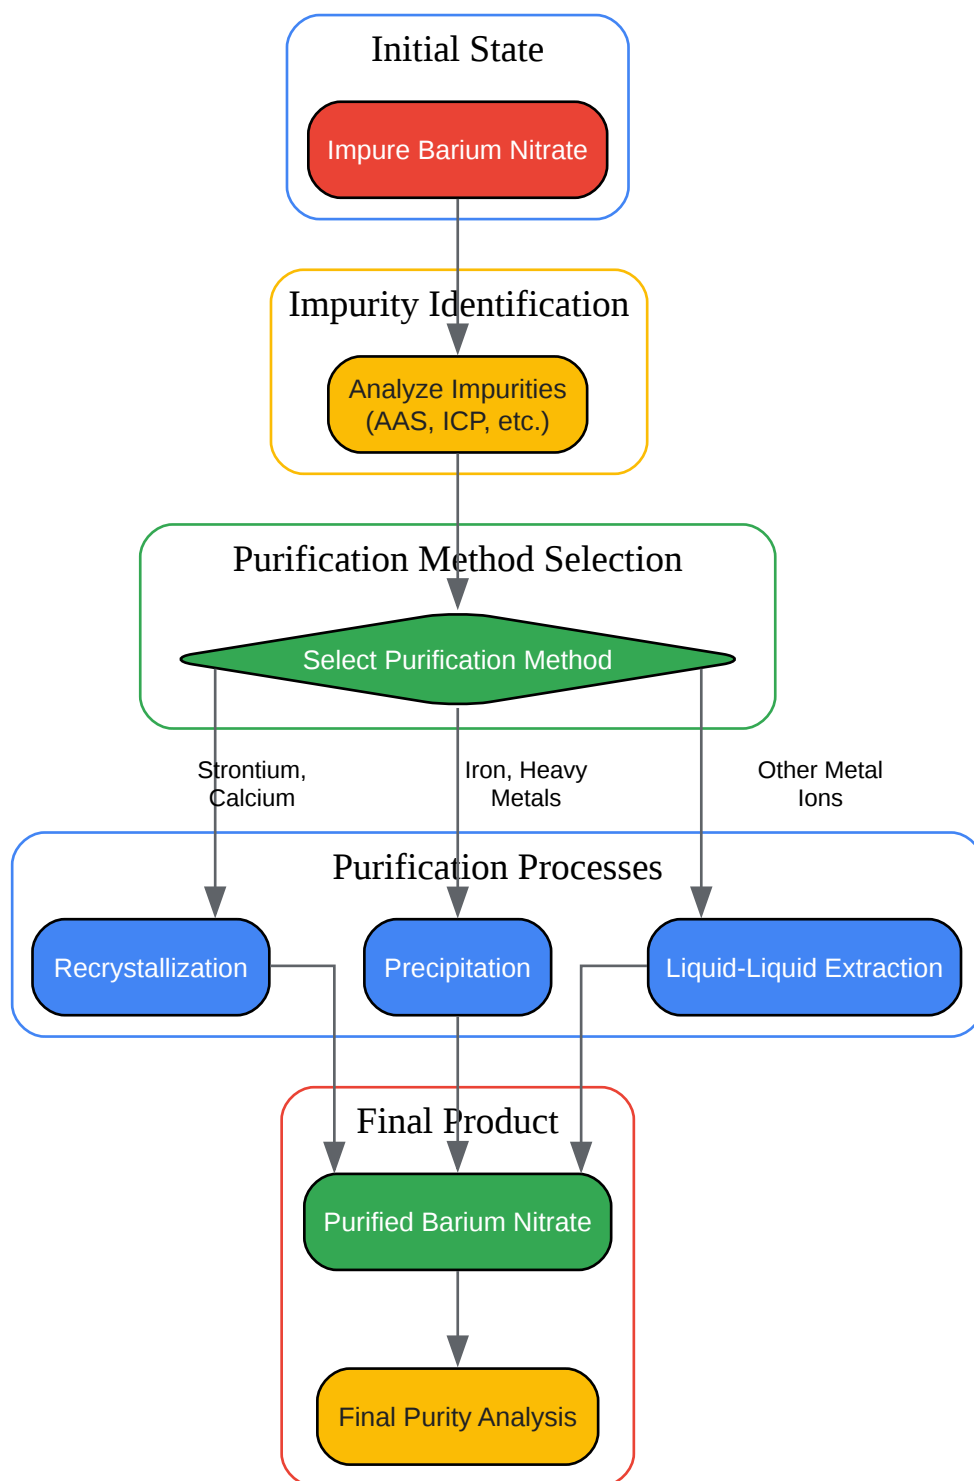 Initial State
Impure Barium Nitrate
Impurity Identification
Analyze Impurities
(AAS, ICP, etc.)
Purification Method Selection
Select Purification Method
Strontium,
Calcium
Iron, Heavy
Metals
Other Metal
Ions
Purification Processes
Recrystallization
Precipitation
Liquid-Liquid Extraction
Final Product
Purified Barium Nitrate
Final Purity Analysis